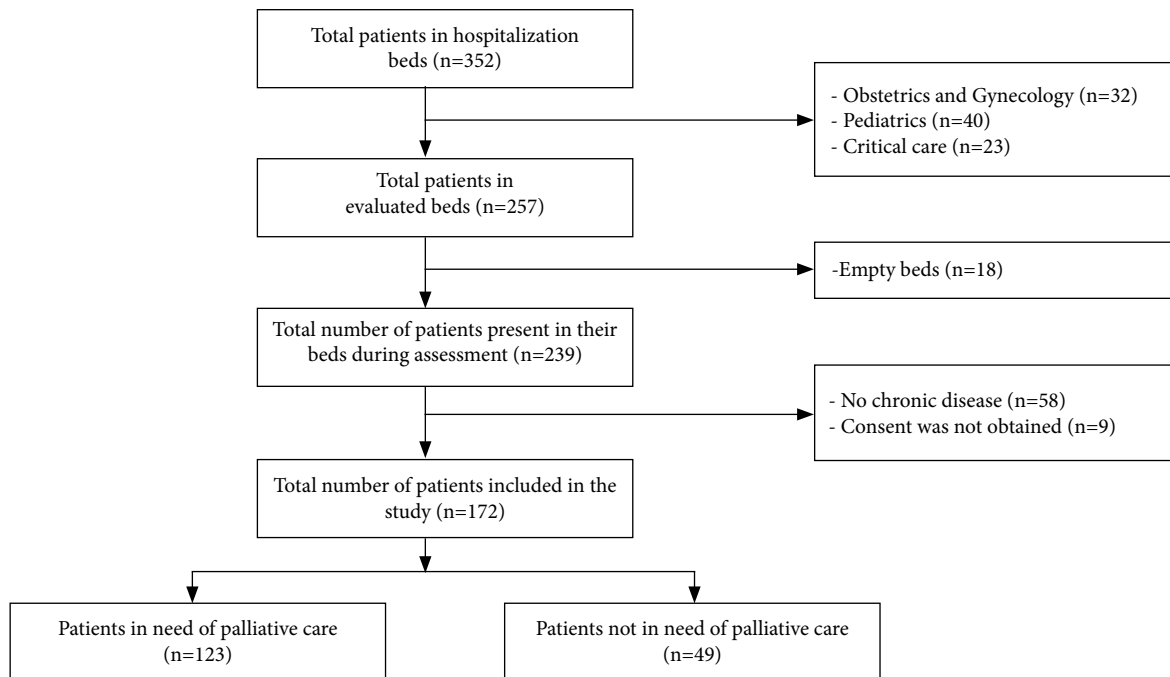 Total patients in hospitalization
beds (n=352)
- Obstetrics and Gynecology (n=32)
- Pediatrics (n=40)
- Critical care (n=23)
Total patients in
evaluated beds (n=257)
-Empty beds (n=18)
Total number of patients present in their
beds during assessment (n=239)
- No chronic disease (n=58)
- Consent was not obtained (n=9)
Total number of patients included in the
study (n=172)
Patients in need of palliative care
(n=123)
Patients not in need of palliative care
(n=49)